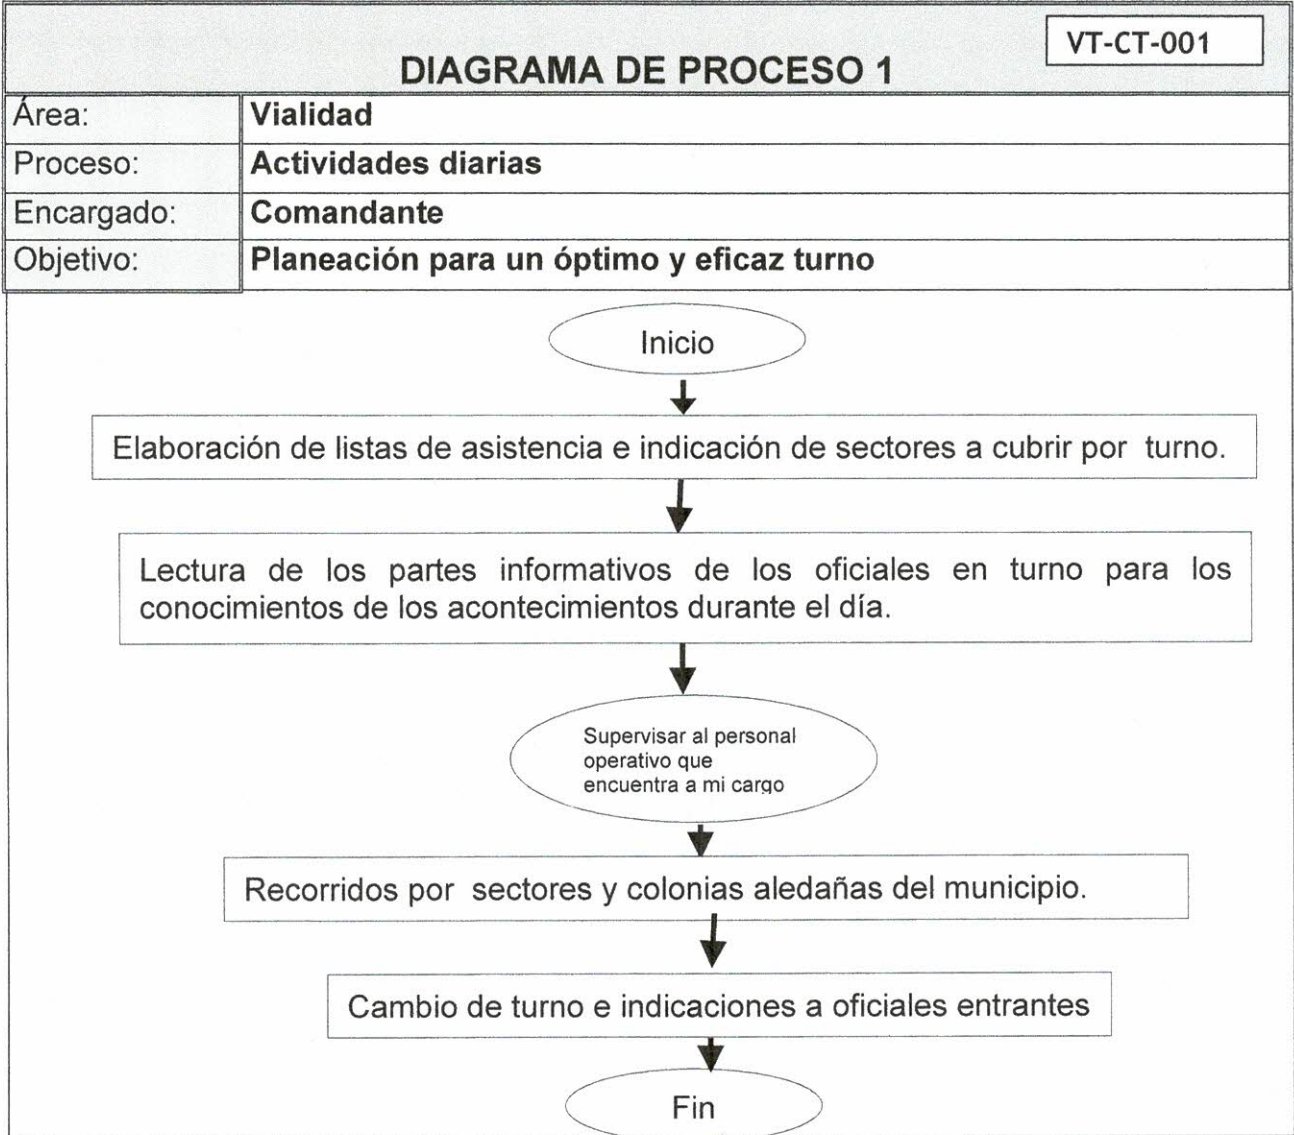 VT-CT-001
DIAGRAMA DE PROCESO 1
Área: Vialidad
Proceso: Actividades diarias
Encargado: Comandante
Objetivo: Planeación para un óptimo y eficaz turno
Inicio
Elaboración de listas de asistencia e indicación de sectores a cubrir por turno.
Lectura de los partes informativos de los oficiales en turno para los
conocimientos de los acontecimientos durante el día.
Supervisar al personal
operativo que
encuentra a mi cargo
Recorridos por sectores y colonias aledañas del municipio.
Cambio de turno e indicaciones a oficiales entrantes
Fin